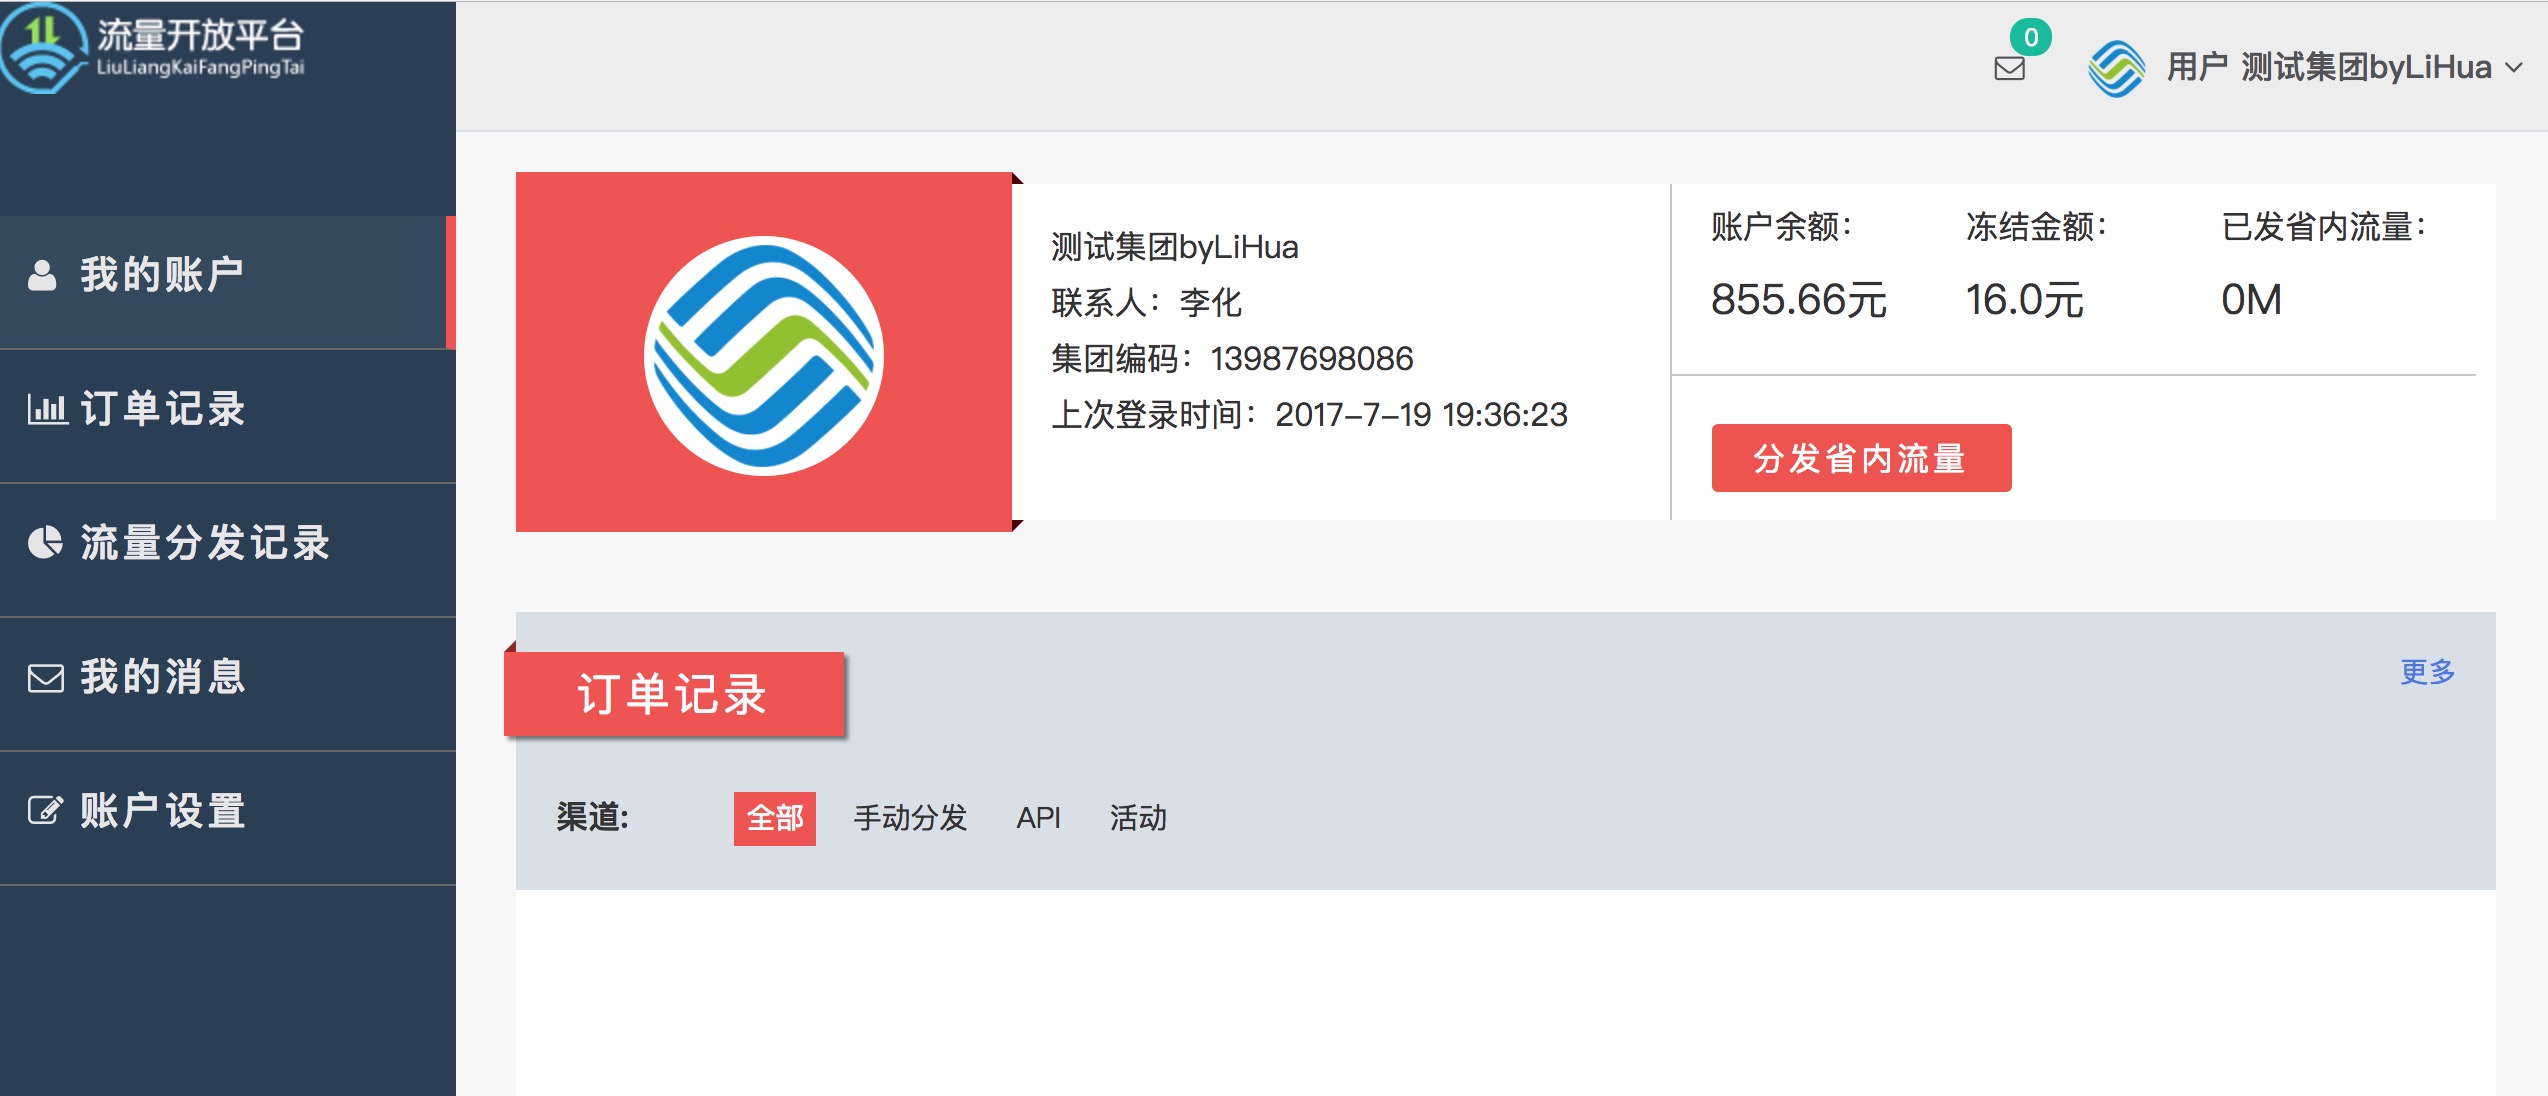 流量开放平台
LiuLiangKaiFangPingTai
0
用户 测试集团byLiHua
我的账户
订单记录
流量分发记录
我的消息
账户设置
测试集团byLiHua
联系人：李化
集团编码：13987698086
上次登录时间：2017-7-19 19:36:23
账户余额：
855.66元
冻结金额：
16.0元
已发省内流量：
0M
分发省内流量
订单记录
更多
渠道: 全部 手动分发 API 活动